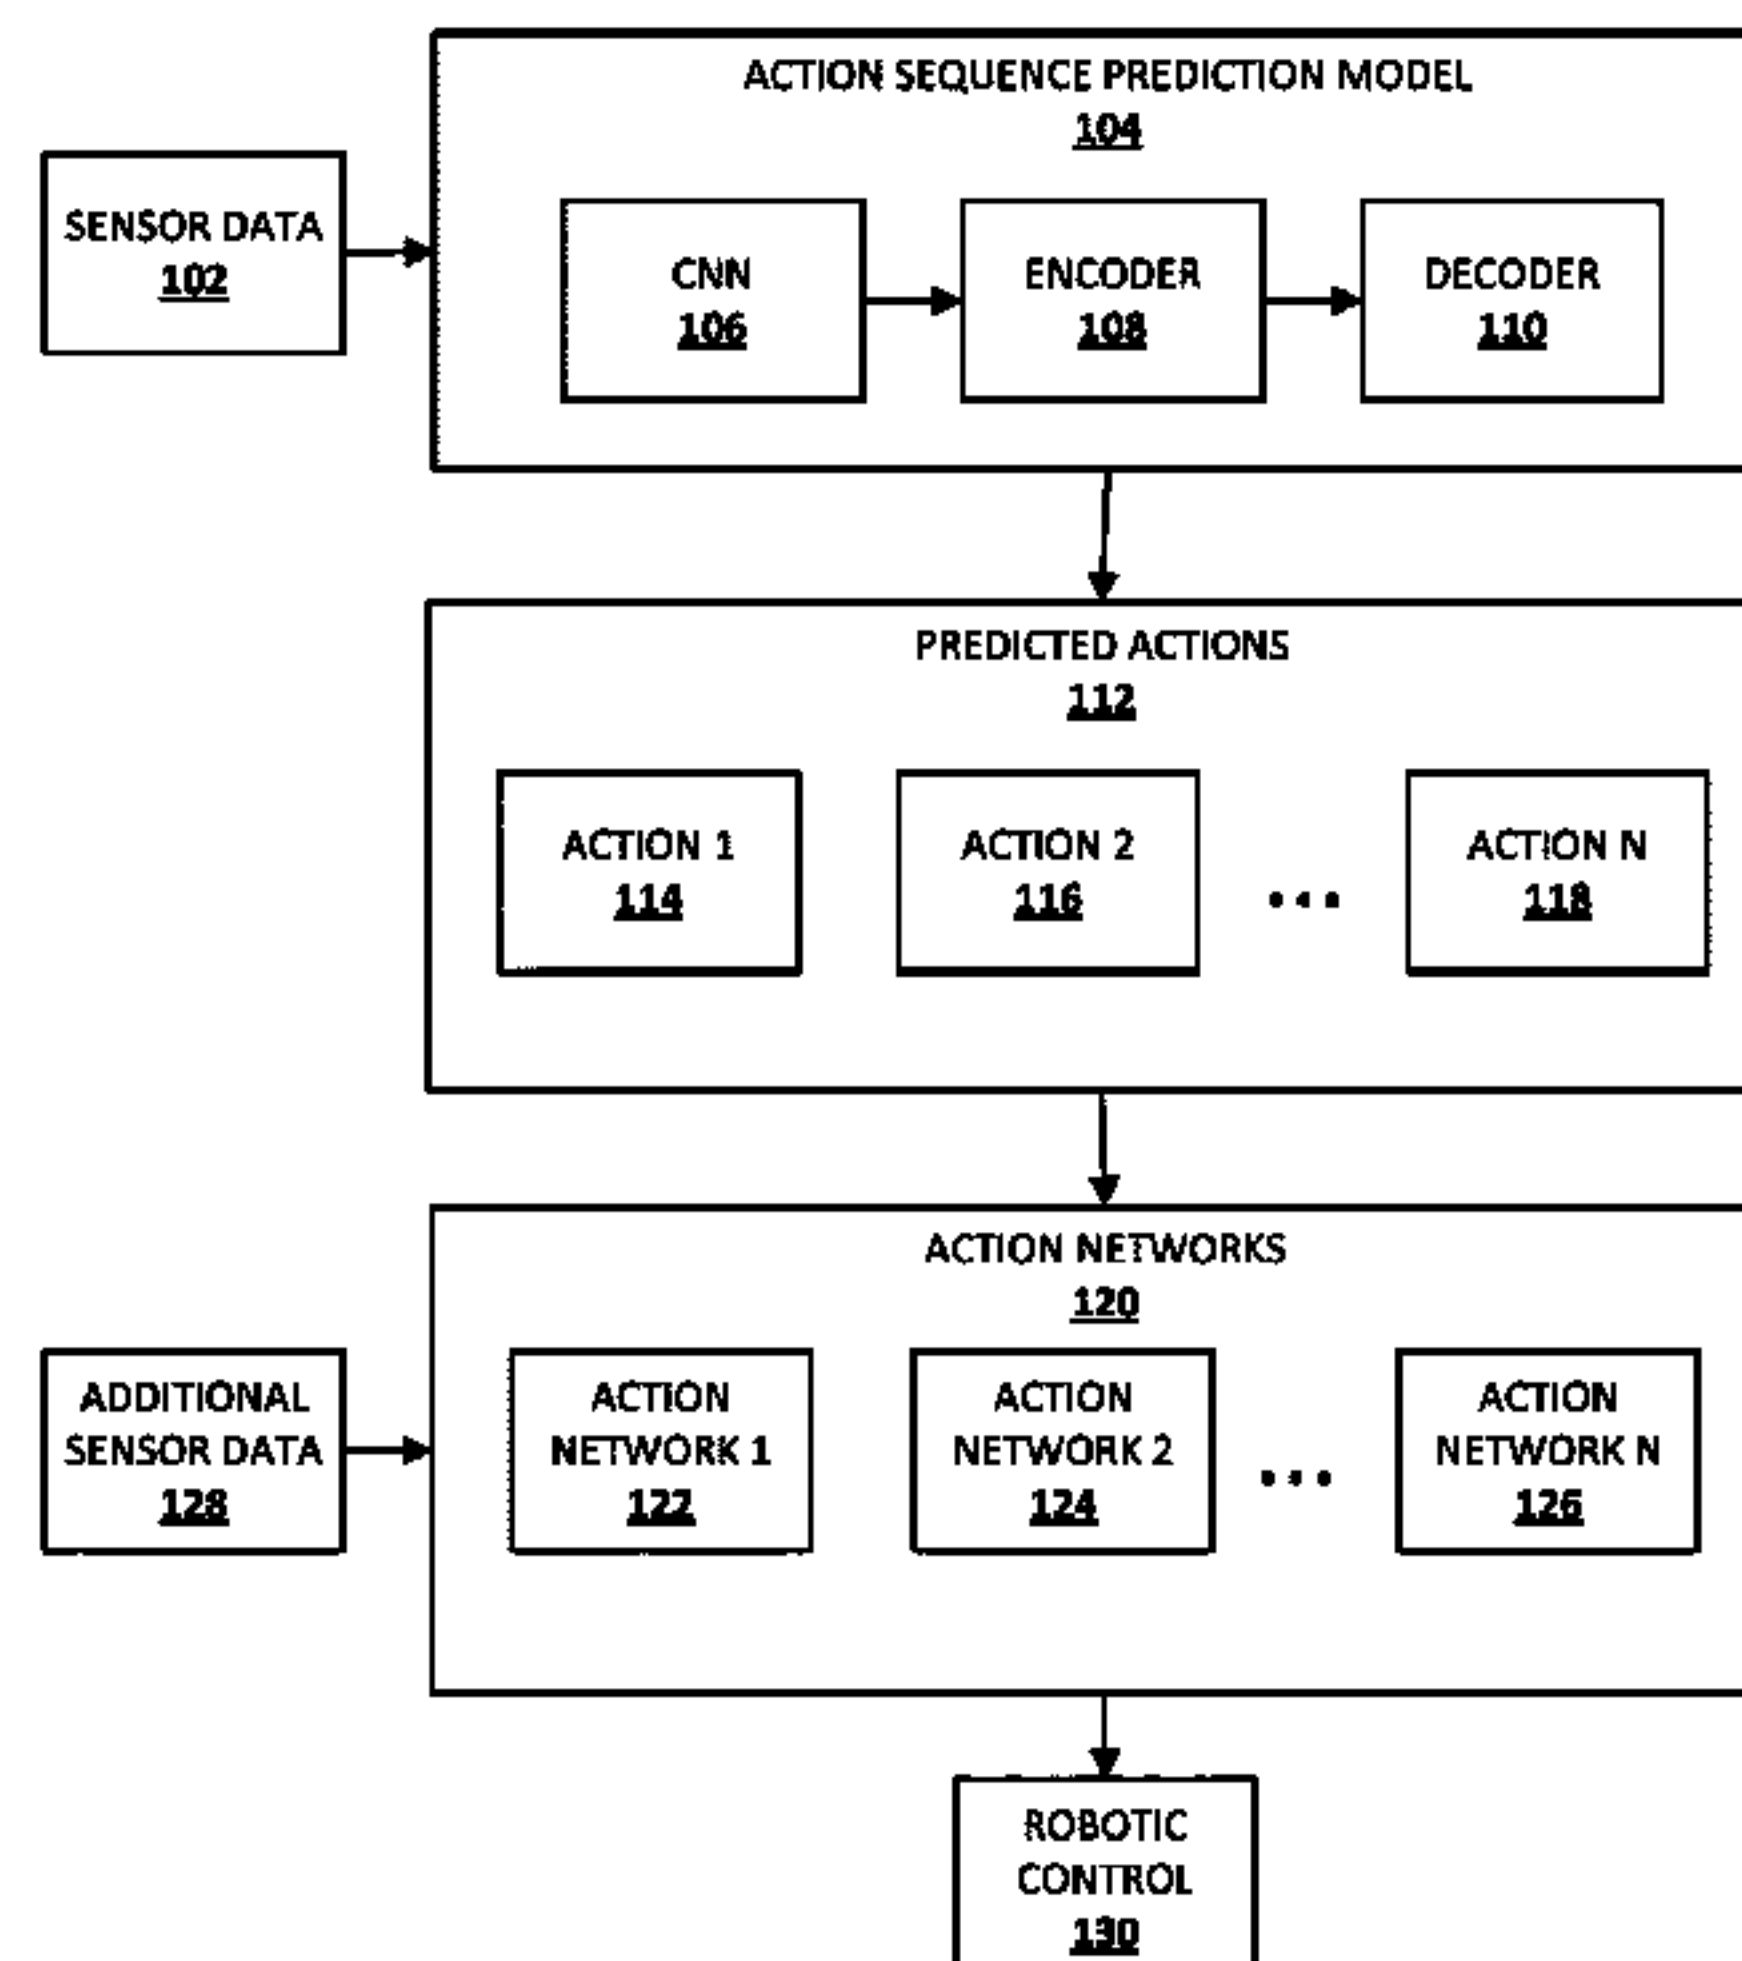 ACTION SEQUENCE PREDICTION MODEL
104
SENSOR DATA
102
CNN
106
ENCODER
108
DECODER
110
PREDICTED ACTIONS
112
ACTION 1
114
ACTION 2
116
...
ACTION N
118
ACTION NETWORKS
120
ADDITIONAL
SENSOR DATA
128
ACTION
NETWORK 1
122
ACTION
NETWORK 2
124
...
ACTION
NETWORK N
126
ROBOTIC
CONTROL
130